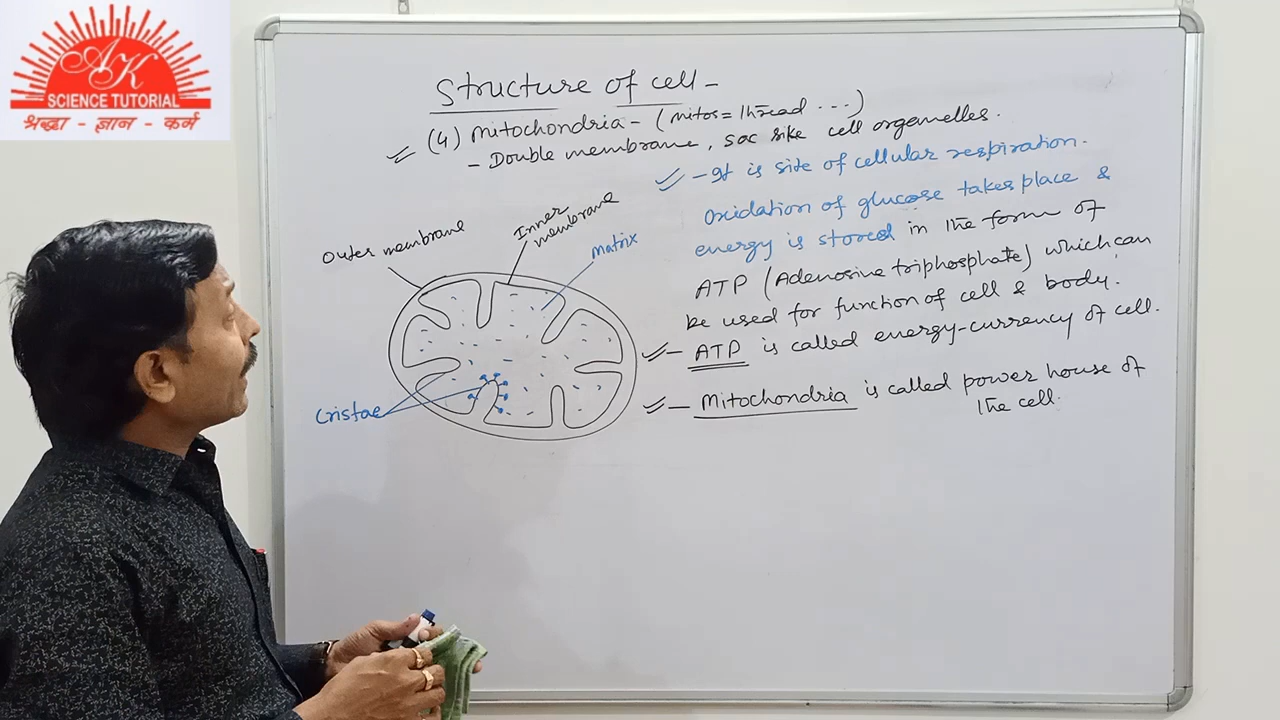 AK
SCIENCE TUTORIAL
श्रद्धा - ज्ञान - कर्म
Structure of cell -
(4) Mitochondria - (mitos = thread ...)
- Double membrane, sac like cell organelles.
- It is site of cellular respiration.
Oxidation of glucose takes place &
energy is stored in the form of
ATP (Adenosine triphosphate) which can
be used for function of cell & body.
- ATP is called energy-currency of cell.
- Mitochondria is called power house of
the cell.
Outer membrane
Inner
membrane
matrix
Cristae